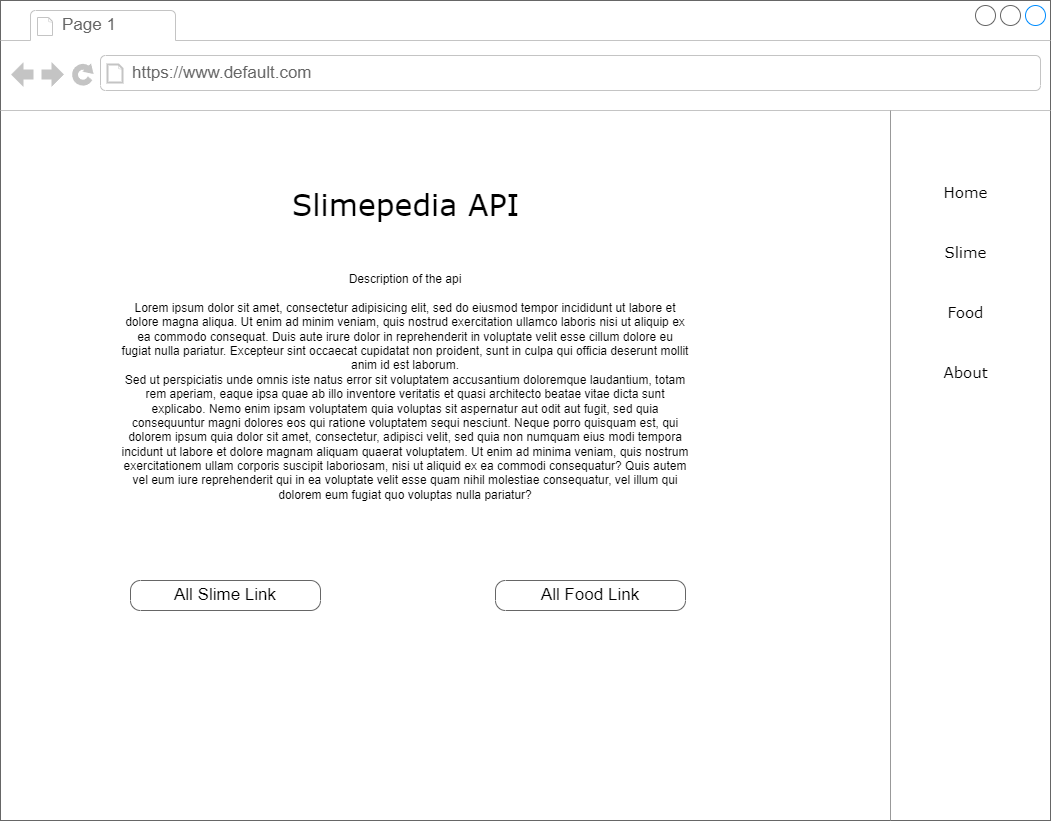 Page 1
https://www.default.com
Slimepedia API
Description of the api
Lorem ipsum dolor sit amet, consectetur adipisicing elit, sed do eiusmod tempor incididunt ut labore et
dolore magna aliqua. Ut enim ad minim veniam, quis nostrud exercitation ullamco laboris nisi ut aliquip ex
ea commodo consequat. Duis aute irure dolor in reprehenderit in voluptate velit esse cillum dolore eu
fugiat nulla pariatur. Excepteur sint occaecat cupidatat non proident, sunt in culpa qui officia deserunt mollit
anim id est laborum.
Sed ut perspiciatis unde omnis iste natus error sit voluptatem accusantium doloremque laudantium, totam
rem aperiam, eaque ipsa quae ab illo inventore veritatis et quasi architecto beatae vitae dicta sunt
explicabo. Nemo enim ipsam voluptatem quia voluptas sit aspernatur aut odit aut fugit, sed quia
consequuntur magni dolores eos qui ratione voluptatem sequi nesciunt. Neque porro quisquam est, qui
dolorem ipsum quia dolor sit amet, consectetur, adipisci velit, sed quia non numquam eius modi tempora
incidunt ut labore et dolore magnam aliquam quaerat voluptatem. Ut enim ad minima veniam, quis nostrum
exercitationem ullam corporis suscipit laboriosam, nisi ut aliquid ex ea commodi consequatur? Quis autem
vel eum iure reprehenderit qui in ea voluptate velit esse quam nihil molestiae consequatur, vel illum qui
dolorem eum fugiat quo voluptas nulla pariatur?
All Slime Link
All Food Link
Home
Slime
Food
About